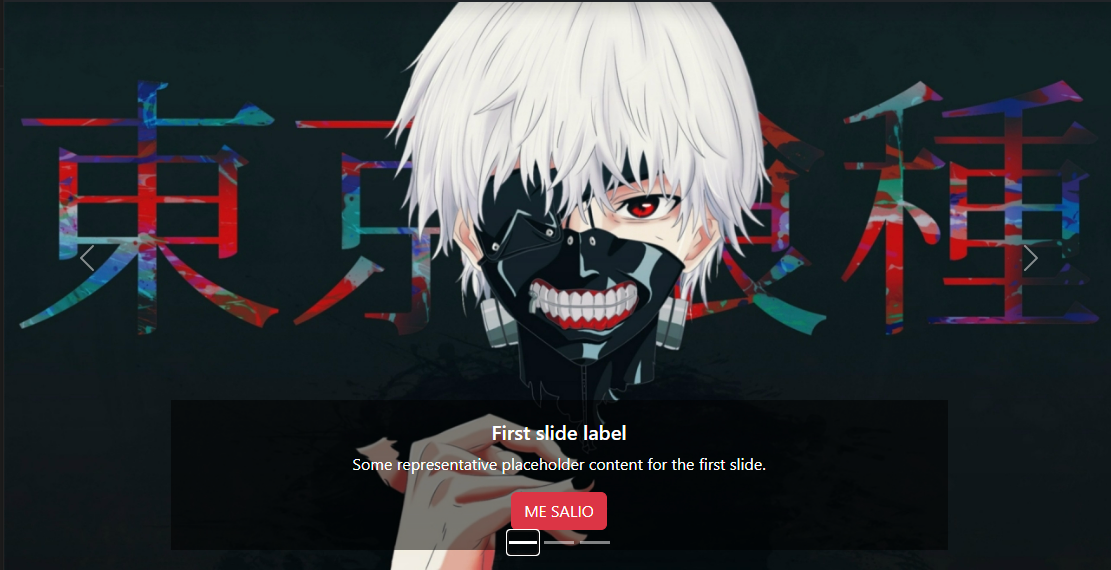 東京喰種
First slide label
Some representative placeholder content for the first slide.
ME SALIO